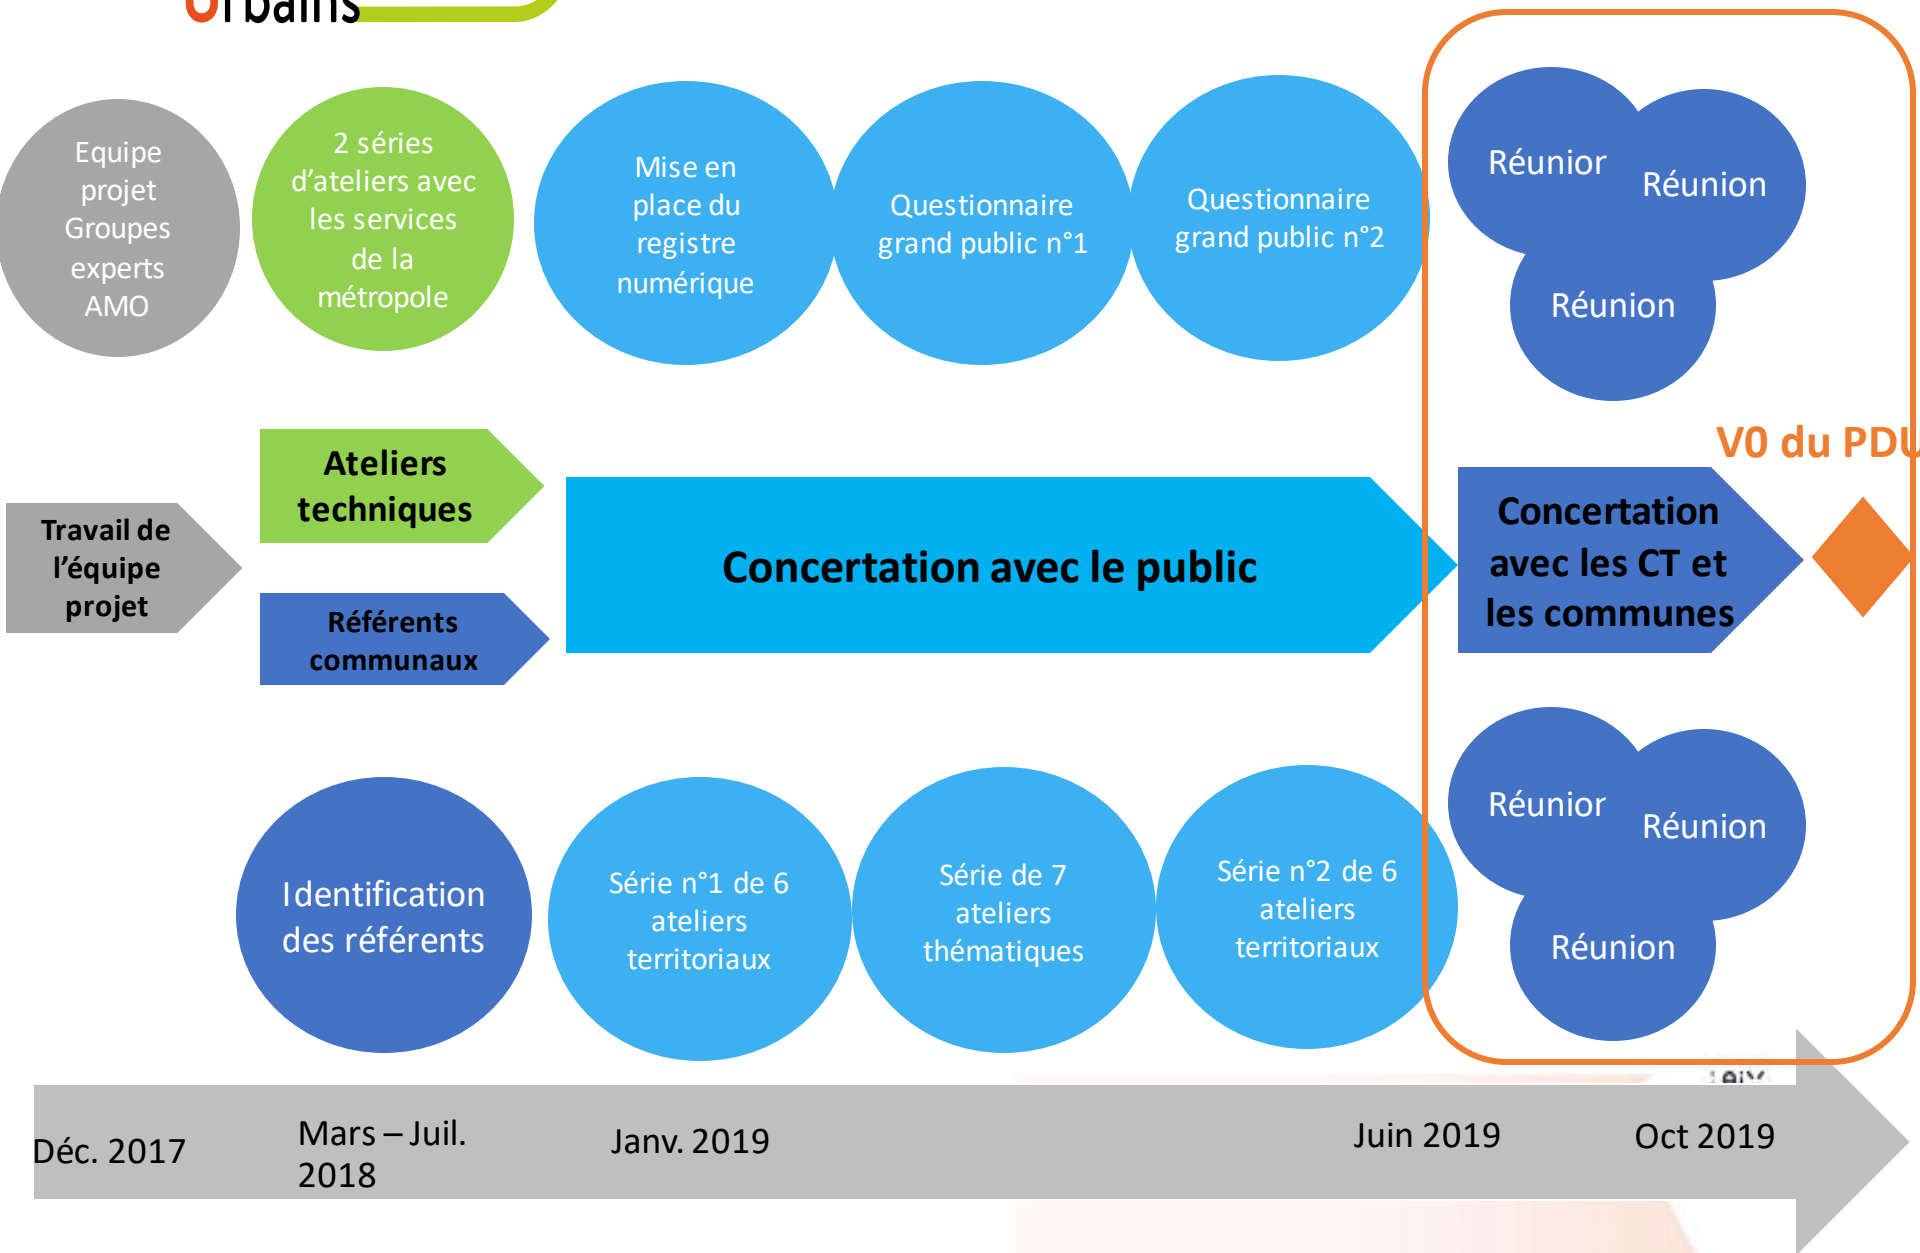 Urbains
Equipe
projet
Groupes
experts
AMO
2 séries
d'ateliers avec
les services
de la
métropole
Mise en
place du
registre
numérique
Questionnaire
grand public n°1
Questionnaire
grand public n°2
Réunior
Réunion
Réunion
V0 du PDU
Travail de
l'équipe
projet
Ateliers
techniques
Référents
communaux
Concertation avec le public
Concertation
avec les CT et
les communes
Identification
des référents
Série n°1 de 6
ateliers
territoriaux
Série de 7
ateliers
thématiques
Série n°2 de 6
ateliers
territoriaux
Réunior
Réunion
Réunion
Déc. 2017
Mars – Juil.
2018
Janv. 2019
Juin 2019
Oct 2019